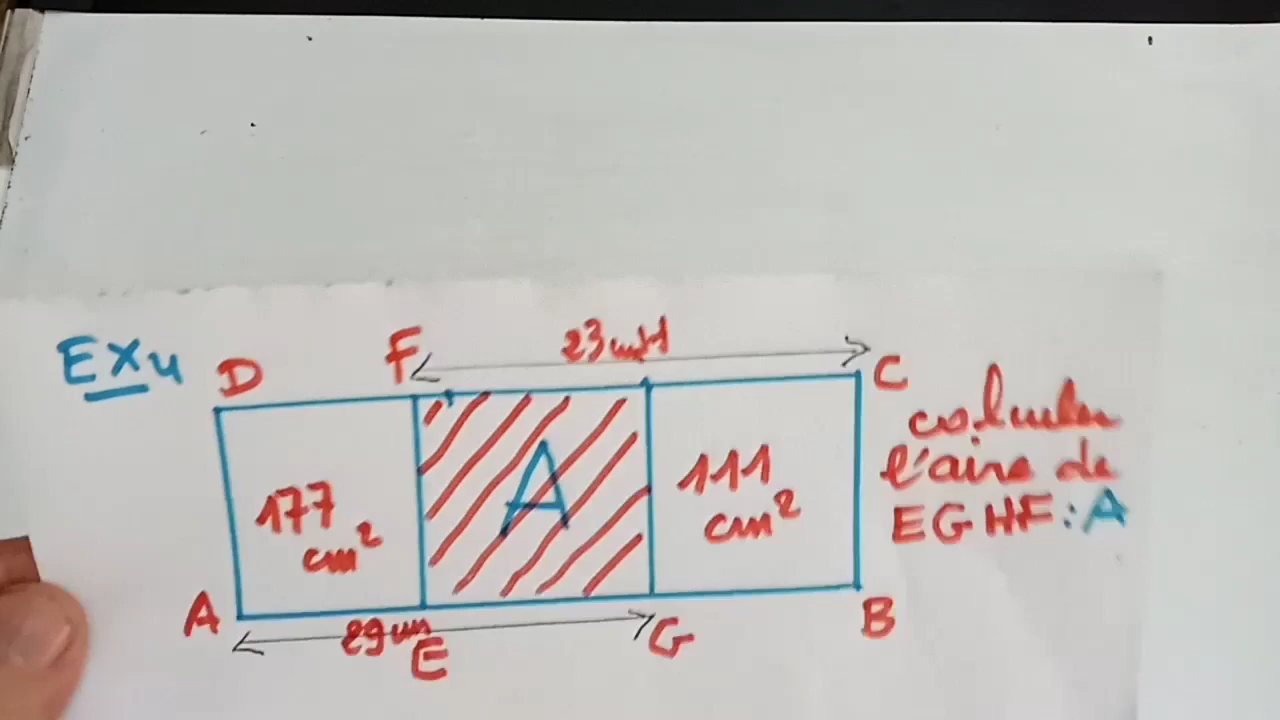 EX4
D
F
23 cm
C
calculer
l'aire de
EGHF: A
177
cm²
A
111
cm²
A
29 cm
E
G
B